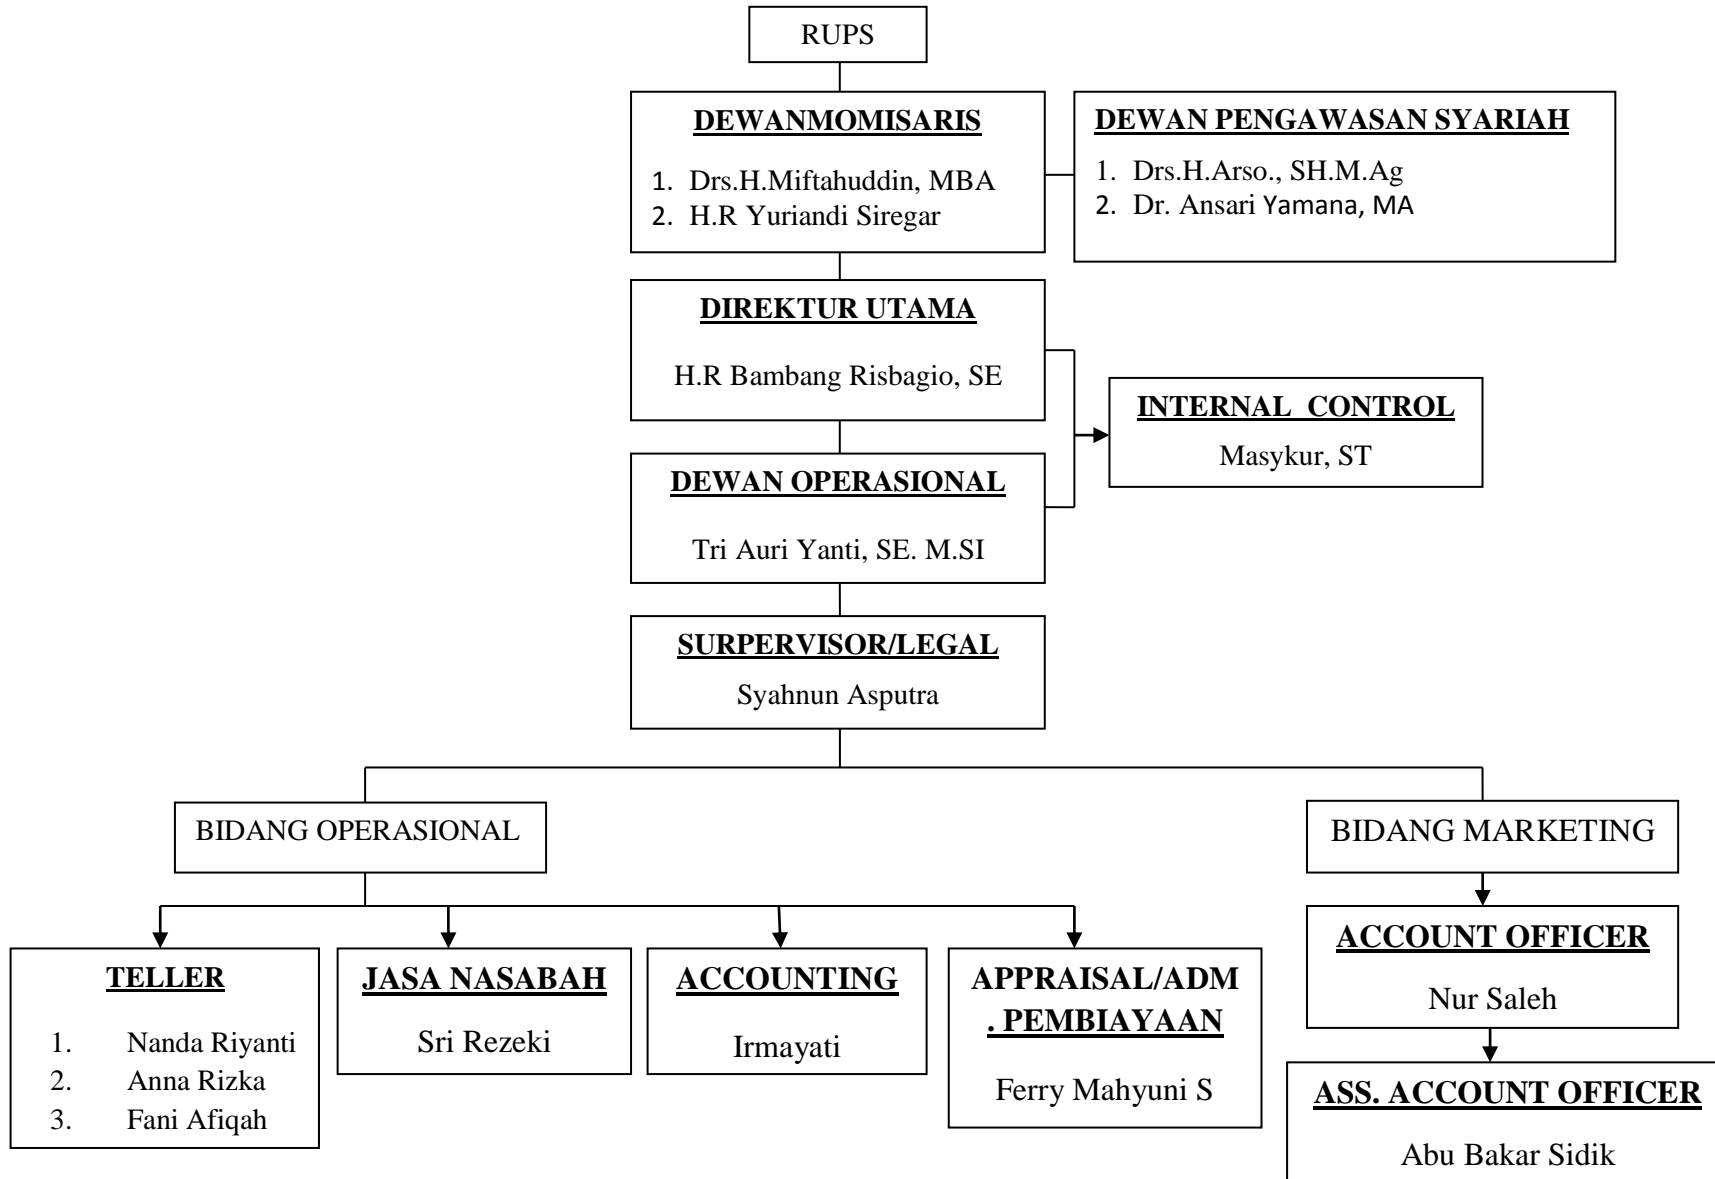 RUPS
DEWANMOMISARIS
1. Drs.H.Miftahuddin, MBA
2. H.R Yuriandi Siregar
DEWAN PENGAWASAN SYARIAH
1. Drs.H.Arso., SH.M.Ag
2. Dr. Ansari Yamana, MA
DIREKTUR UTAMA
H.R Bambang Risbagio, SE
INTERNAL CONTROL
Masykur, ST
DEWAN OPERASIONAL
Tri Auri Yanti, SE. M.SI
SURPERVISOR/LEGAL
Syahnun Asputra
BIDANG OPERASIONAL
BIDANG MARKETING
TELLER
1. Nanda Riyanti
2. Anna Rizka
3. Fani Afiqah
JASA NASABAH
Sri Rezeki
ACCOUNTING
Irmayati
APPRAISAL/ADM
. PEMBIAYAAN
Ferry Mahyuni S
ACCOUNT OFFICER
Nur Saleh
ASS. ACCOUNT OFFICER
Abu Bakar Sidik